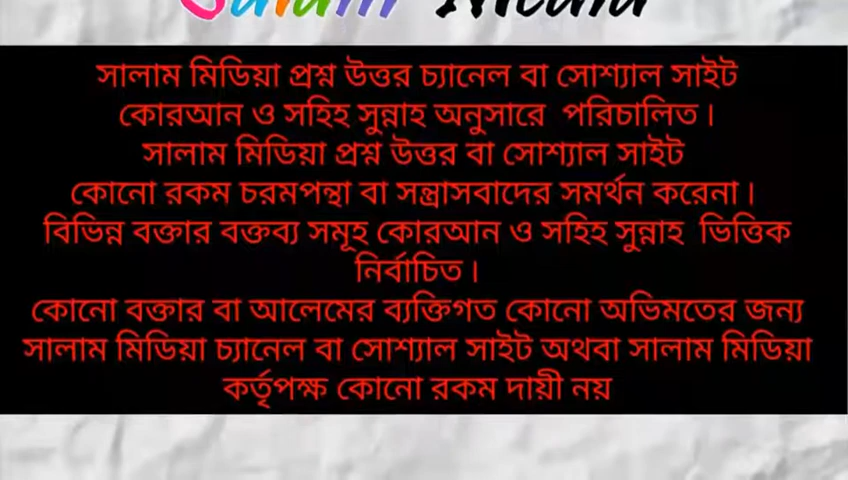 Salam Media
সালাম মিডিয়া প্রশ্ন উত্তর চ্যানেল বা সোশ্যাল সাইট
কোরআন ও সহিহ সুন্নাহ অনুসারে পরিচালিত।
সালাম মিডিয়া প্রশ্ন উত্তর বা সোশ্যাল সাইট
কোনো রকম চরমপন্থা বা সন্ত্রাসবাদের সমর্থন করেনা।
বিভিন্ন বক্তার বক্তব্য সমূহ কোরআন ও সহিহ সুন্নাহ ভিত্তিক
নির্বাচিত।
কোনো বক্তার বা আলেমের ব্যক্তিগত কোনো অভিমতের জন্য
সালাম মিডিয়া চ্যানেল বা সোশ্যাল সাইট অথবা সালাম মিডিয়া
কর্তৃপক্ষ কোনো রকম দায়ী নয়